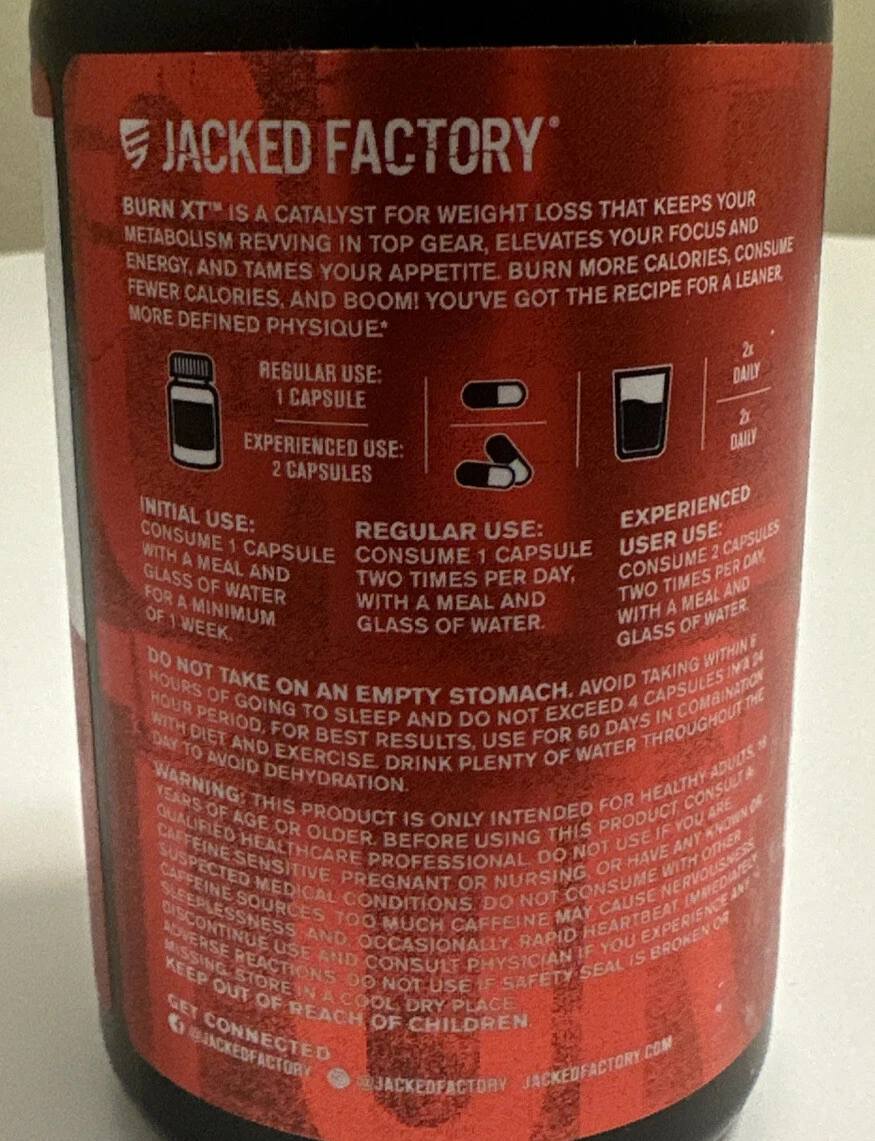 JACKED FACTORY®
BURN XT™ IS A CATALYST FOR WEIGHT LOSS THAT KEEPS YOUR
METABOLISM REVVING IN TOP GEAR, ELEVATES YOUR FOCUS AND
ENERGY, AND TAMES YOUR APPETITE. BURN MORE CALORIES, CONSUME
FEWER CALORIES, AND BOOM! YOU'VE GOT THE RECIPE FOR A LEANER,
MORE DEFINED PHYSIQUE*
REGULAR USE:
1 CAPSULE
EXPERIENCED USE:
2 CAPSULES
2x
DAILY
2x
DAILY
INITIAL USE:
CONSUME 1 CAPSULE
WITH A MEAL AND
GLASS OF WATER
FOR A MINIMUM
OF 1 WEEK.
REGULAR USE:
CONSUME 1 CAPSULE
TWO TIMES PER DAY,
WITH A MEAL AND
GLASS OF WATER.
EXPERIENCED
USER USE:
CONSUME 2 CAPSULES
TWO TIMES PER DAY,
WITH A MEAL AND
GLASS OF WATER.
DO NOT TAKE ON AN EMPTY STOMACH. AVOID TAKING WITHIN 6
HOURS OF GOING TO SLEEP AND DO NOT EXCEED 4 CAPSULES IN A 24
HOUR PERIOD. FOR BEST RESULTS, USE FOR 60 DAYS IN COMBINATION
WITH DIET AND EXERCISE. DRINK PLENTY OF WATER THROUGHOUT THE
DAY TO AVOID DEHYDRATION.
WARNING: THIS PRODUCT IS ONLY INTENDED FOR HEALTHY ADULTS, 18
YEARS OF AGE OR OLDER. BEFORE USING THIS PRODUCT CONSULT A
QUALIFIED HEALTHCARE PROFESSIONAL. DO NOT USE IF YOU ARE
CAFFEINE SENSITIVE, PREGNANT OR NURSING, OR HAVE ANY KNOWN OR
SUSPECTED MEDICAL CONDITIONS. DO NOT CONSUME WITH OTHER
CAFFEINE SOURCES. TOO MUCH CAFFEINE MAY CAUSE NERVOUSNESS,
SLEEPLESSNESS AND, OCCASIONALLY, RAPID HEARTBEAT. IMMEDIATELY
DISCONTINUE USE AND CONSULT PHYSICIAN IF YOU EXPERIENCE ANY
ADVERSE REACTIONS. DO NOT USE IF SAFETY SEAL IS BROKEN OR
MISSING. STORE IN A COOL, DRY PLACE.
KEEP OUT OF REACH OF CHILDREN.
GET CONNECTED
@JACKEDFACTORY @JACKEDFACTORY JACKEDFACTORY.COM